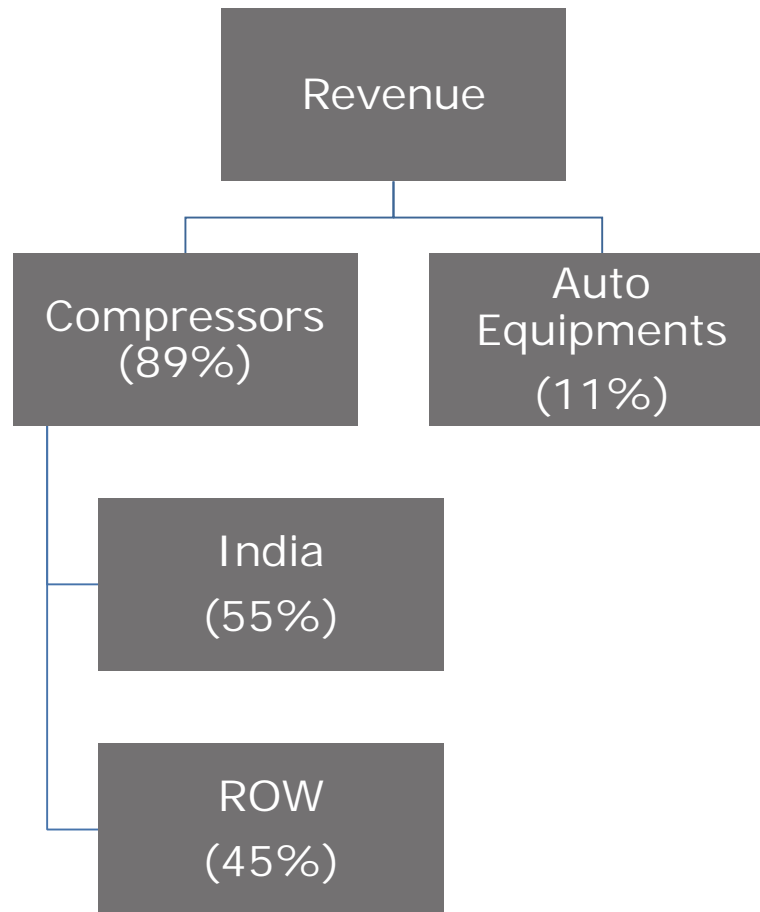 Revenue
Compressors
(89%)
Auto
Equipments
(11%)
India
(55%)
ROW
(45%)